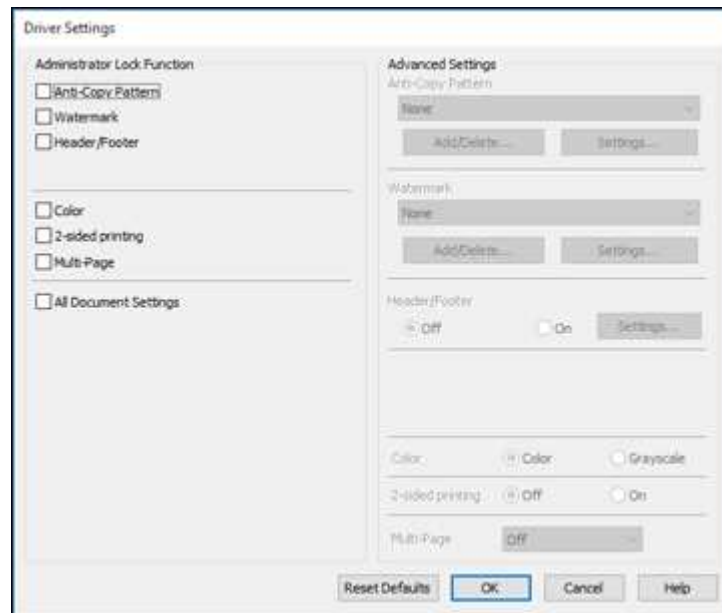 Driver Settings
Administrator Lock Function
Anti-Copy Pattern
Watermark
Header/Footer
Color
2-sided printing
Multi-Page
All Document Settings
Advanced Settings
Anti-Copy Pattern
None
Add/Delete... Settings...
Watermark
None
Add/Delete... Settings...
Header/Footer
Off On Settings...
Color Color Grayscale
2-sided printing Off On
Multi-Page Off
Reset Defaults OK Cancel Help